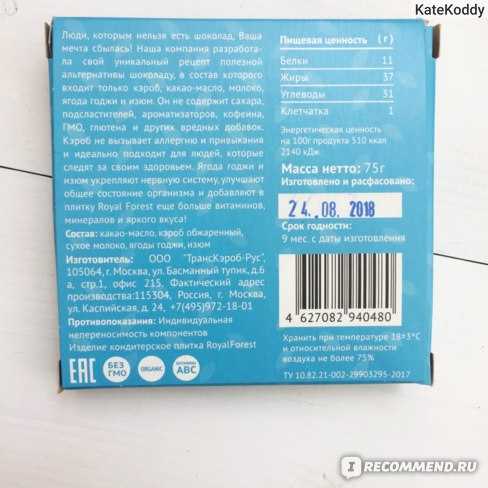 KateKoddy
Люди, которым нельзя есть шоколад, Ваша
мечта сбылась! Наша компания разработа-
ла свой уникальный рецепт полезной
альтернативы шоколаду, в состав которого
входит только кэроб, какао-масло, молоко,
ягода годжи и изюм. Он не содержит сахара,
подсластителей, ароматизаторов, кофеина,
ГМО, глютена и других вредных добавок.
Кэроб не вызывает аллергию и привыкания
и идеально подходит для людей, которые
следят за своим здоровьем. Ягода годжи и
изюм укрепляют нервную систему, улучшают
общее состояние организма и добавляют в
плитку Royal Forest еще больше витаминов,
минералов и яркого вкуса!
Состав: какао-масло, кэроб обжаренный,
сухое молоко, ягоды годжи, изюм
Изготовитель: ООО "ТрансКэроб-Рус",
105064, г. Москва, ул. Басманный тупик, д.6
а, стр.1, офис 215. Фактический адрес
производства:115304, Россия, г. Москва,
ул. Каспийская, д. 24, +7(495)972-18-01
Противопоказания: Индивидуальная
непереносимость компонентов
Изделие кондитерское плитка RoyalForest
EAC
БЕЗ
ГМО
ORGANIC
ВИТАМИНЫ
ABC
Пищевая ценность (г)
Белки 11
Жиры 37
Углеводы 31
Клетчатка 1
Энергетическая ценность
на 100г продукта 510 ккал
2140 кДж
Масса нетто: 75г
Изготовлено и расфасовано:
24.08.2018
Срок годности:
9 мес. с даты изготовления
4 627082 940480
Хранить при температуре 18±3°С
и относительной влажности
воздуха не более 75%
ТУ 10.82.21-002-29903295-2017
I RECOMMEND.RU